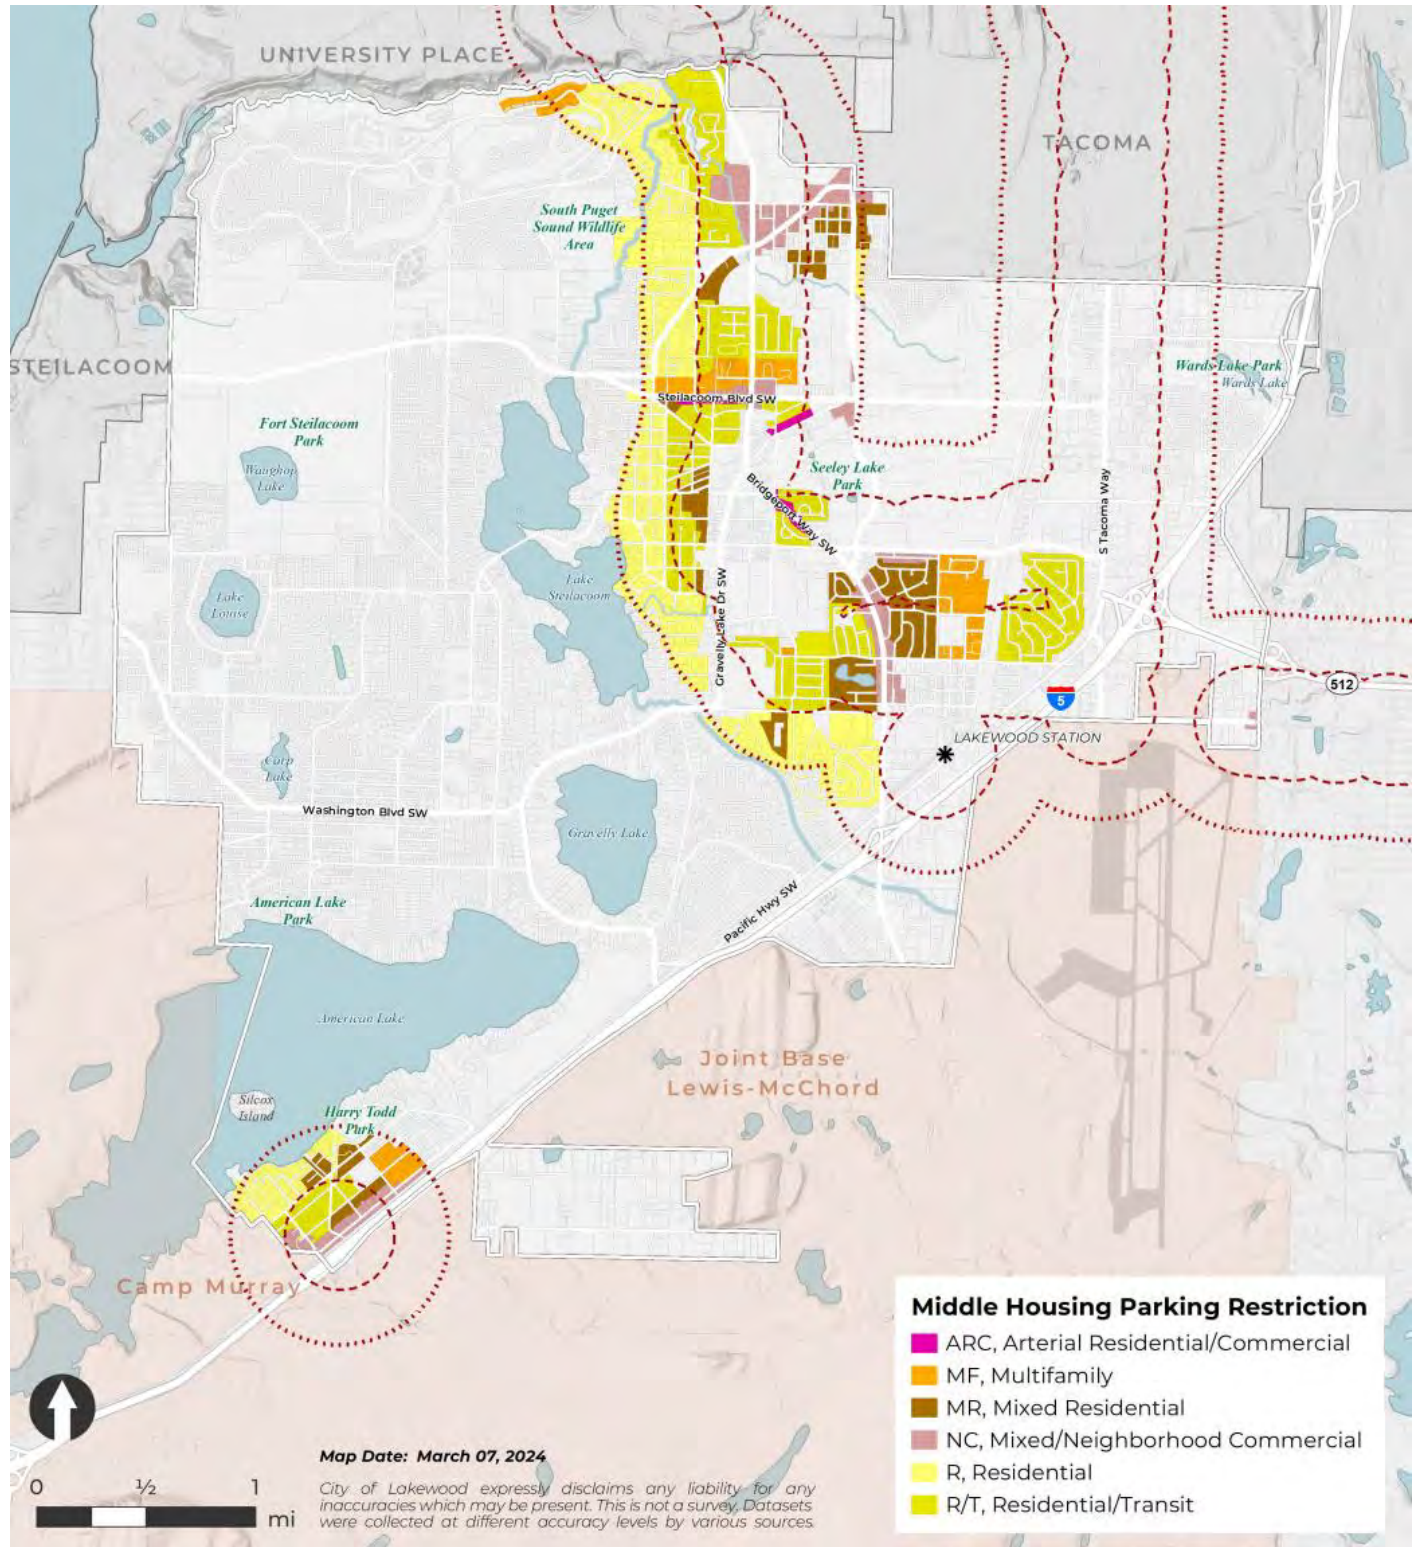 UNIVERSITY PLACE
TACOMA
South Puget
Sound Wildlife
Area
STEILACOOM
Wards Lake Park
Wards Lake
Steilacoom Blvd SW
Fort Steilacoom
Park
Waughop
Lake
Seeley Lake
Park
Bridgeport Way SW
S Tacoma Way
Lake
Louise
Lake
Steilacoom
Gravelly Lake Dr SW
512
5
LAKEWOOD STATION
Carp
Lake
Washington Blvd SW
Gravelly Lake
American Lake
Park
Pacific Hwy SW
American Lake
Joint Base
Lewis-McChord
Silcox
Island
Harry Todd
Park
Camp Murray
Middle Housing Parking Restriction
ARC, Arterial Residential/Commercial
MF, Multifamily
MR, Mixed Residential
NC, Mixed/Neighborhood Commercial
R, Residential
R/T, Residential/Transit
Map Date: March 07, 2024
0 ½ 1
mi
City of Lakewood expressly disclaims any liability for any
inaccuracies which may be present. This is not a survey. Datasets
were collected at different accuracy levels by various sources.